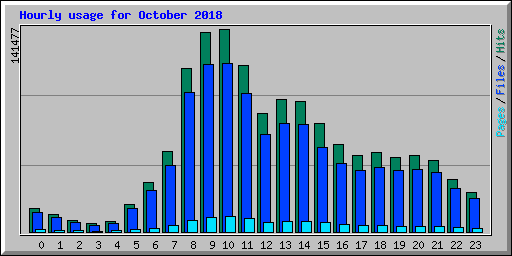 Hourly usage for October 2018
141477
Pages/Files/Hits
0 1 2 3 4 5 6 7 8 9 10 11 12 13 14 15 16 17 18 19 20 21 22 23